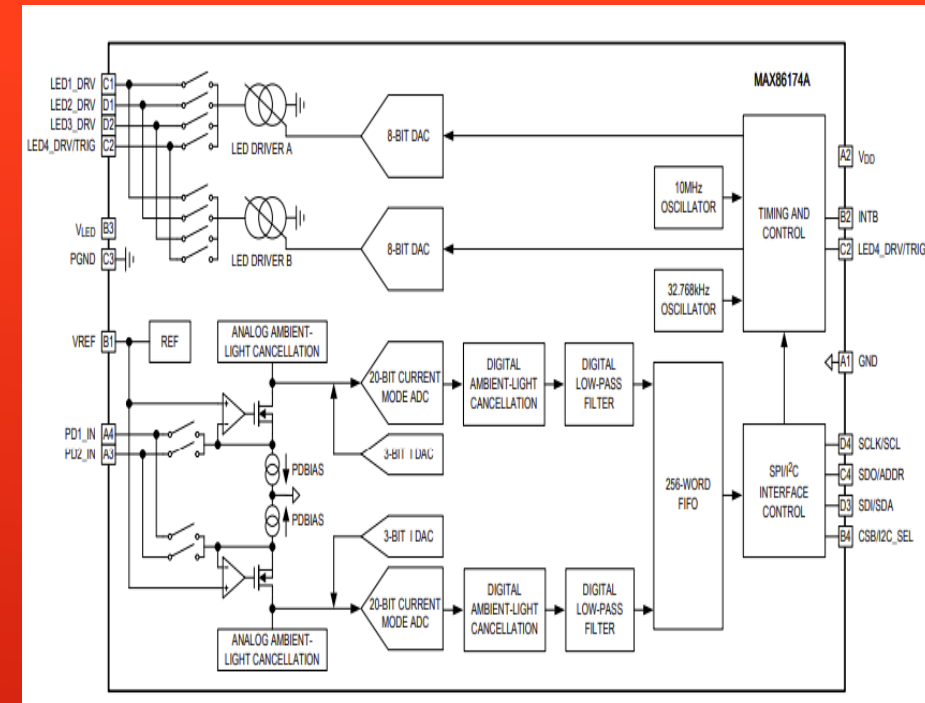 MAX86174A
LED1_DRV C1
LED2_DRV D1
LED3_DRV D2
LED4_DRV/TRIG C2
LED DRIVER A
8-BIT DAC
VLED B3
PGND C3
LED DRIVER B
8-BIT DAC
10MHz
OSCILLATOR
32.768kHz
OSCILLATOR
TIMING AND
CONTROL
A2 VDD
B2 INTB
C2 LED4_DRV/TRIG
A1 GND
VREF B1
REF
ANALOG AMBIENT-
LIGHT CANCELLATION
PD1_IN A4
PD2_IN A3
+
-
PDBIAS
PDBIAS
-
+
ANALOG AMBIENT-
LIGHT CANCELLATION
20-BIT CURRENT
MODE ADC
3-BIT I DAC
3-BIT I DAC
20-BIT CURRENT
MODE ADC
DIGITAL
AMBIENT-LIGHT
CANCELLATION
DIGITAL
LOW-PASS
FILTER
DIGITAL
AMBIENT-LIGHT
CANCELLATION
DIGITAL
LOW-PASS
FILTER
256-WORD
FIFO
SPI/I²C
INTERFACE
CONTROL
D4 SCLK/SCL
C4 SDO/ADDR
D3 SDI/SDA
B4 CSB/I2C_SEL